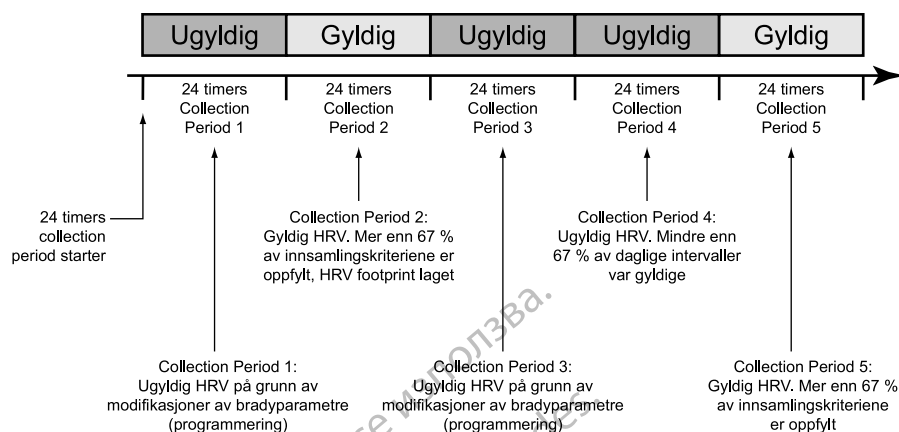 Ugyldig Gyldig Ugyldig Ugyldig Gyldig
24 timers
Collection
Period 1
24 timers
Collection
Period 2
24 timers
Collection
Period 3
24 timers
Collection
Period 4
24 timers
Collection
Period 5
24 timers
collection
period starter
Collection Period 2:
Gyldig HRV. Mer enn 67 %
av innsamlingskriteriene er
oppfylt, HRV footprint laget
Collection Period 4:
Ugyldig HRV. Mindre enn
67 % av daglige intervaller
var gyldige
Collection Period 1:
Ugyldig HRV på grunn av
modifikasjoner av bradyparametre
(programmering)
Collection Period 3:
Ugyldig HRV på grunn av
modifikasjoner av bradyparametre
(programmering)
Collection Period 5:
Gyldig HRV. Mer enn 67 %
av innsamlingskriteriene
er oppfylt